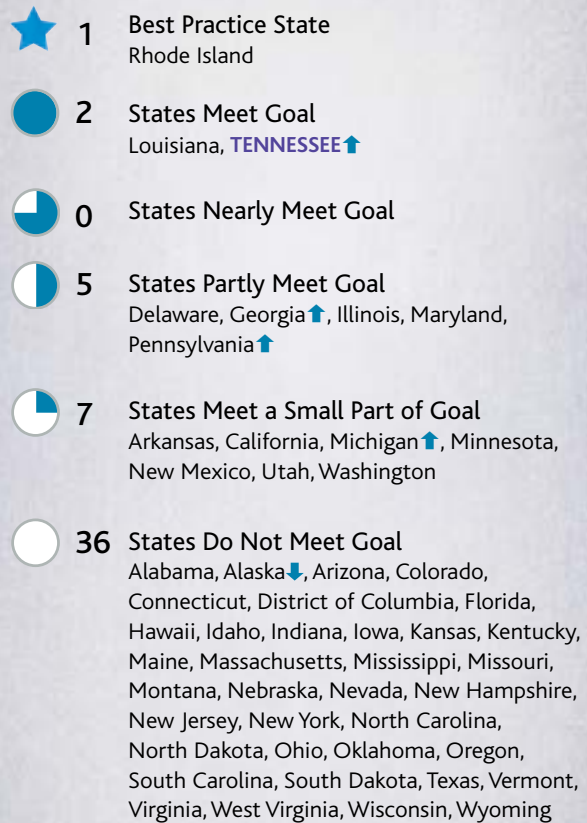 1 Best Practice State
Rhode Island
2 States Meet Goal
Louisiana, TENNESSEE⬆
0 States Nearly Meet Goal
5 States Partly Meet Goal
Delaware, Georgia⬆, Illinois, Maryland,
Pennsylvania⬆
7 States Meet a Small Part of Goal
Arkansas, California, Michigan⬆, Minnesota,
New Mexico, Utah, Washington
36 States Do Not Meet Goal
Alabama, Alaska⬇, Arizona, Colorado,
Connecticut, District of Columbia, Florida,
Hawaii, Idaho, Indiana, Iowa, Kansas, Kentucky,
Maine, Massachusetts, Mississippi, Missouri,
Montana, Nebraska, Nevada, New Hampshire,
New Jersey, New York, North Carolina,
North Dakota, Ohio, Oklahoma, Oregon,
South Carolina, South Dakota, Texas, Vermont,
Virginia, West Virginia, Wisconsin, Wyoming